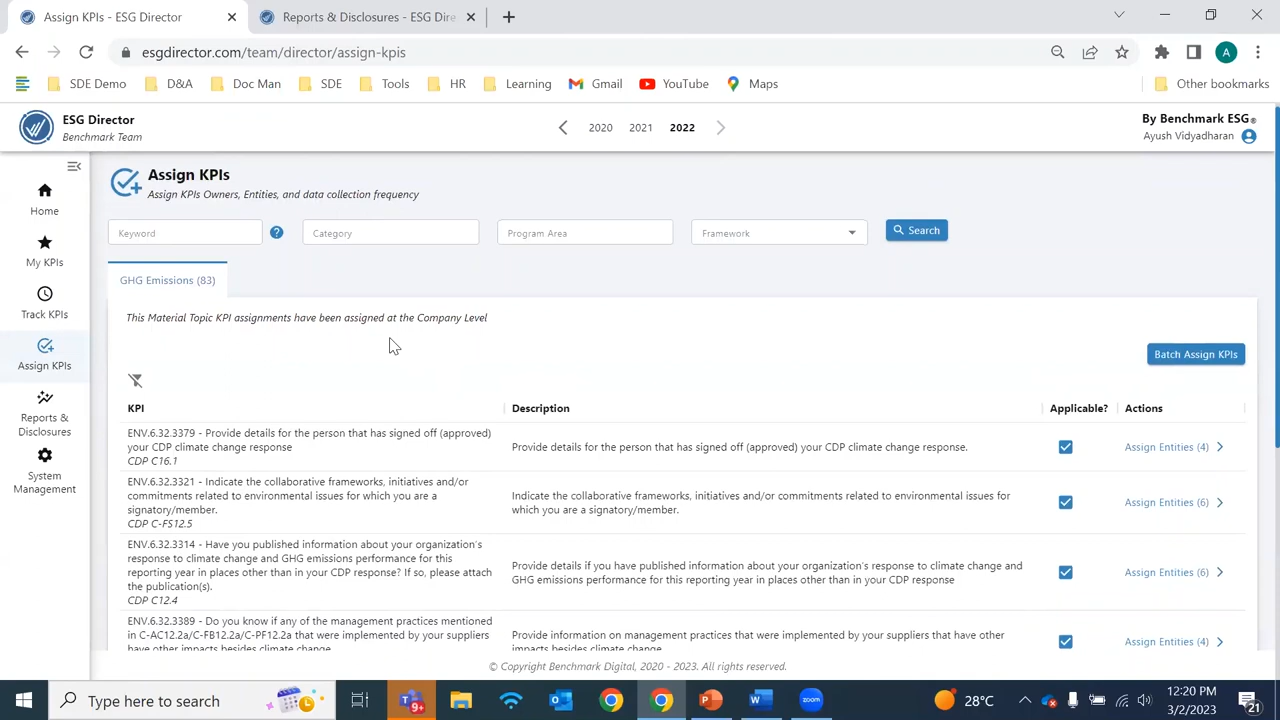 Assign KPIs - ESG Director
Reports & Disclosures - ESG Dire
esgdirector.com/team/director/assign-kpis
A
SDE Demo
D&A
Doc Man
SDE
Tools
HR
Learning
Gmail
YouTube
Maps
Other bookmarks
ESG Director
Benchmark Team
2020
2021
2022
By Benchmark ESG®
Ayush Vidyadharan
Home
My KPIs
Track KPIs
Assign KPIs
Reports &
Disclosures
System
Management
Assign KPIs
Assign KPIs Owners, Entities, and data collection frequency
Keyword
?
Category
Program Area
Framework
Search
GHG Emissions (83)
This Material Topic KPI assignments have been assigned at the Company Level
Batch Assign KPIs
KPI
Description
Applicable?
Actions
ENV.6.32.3379 - Provide details for the person that has signed off (approved)
your CDP climate change response
CDP C16.1
Provide details for the person that has signed off (approved) your CDP climate change response.
Assign Entities (4)
ENV.6.32.3321 - Indicate the collaborative frameworks, initiatives and/or
commitments related to environmental issues for which you are a
signatory/member.
CDP C-FS12.5
Indicate the collaborative frameworks, initiatives and/or commitments related to environmental issues for
which you are a signatory/member.
Assign Entities (6)
ENV.6.32.3314 - Have you published information about your organization's
response to climate change and GHG emissions performance for this
reporting year in places other than in your CDP response? If so, please attach
the publication(s).
CDP C12.4
Provide details if you have published information about your organization's response to climate change and
GHG emissions performance for this reporting year in places other than in your CDP response
Assign Entities (6)
ENV.6.32.3389 - Do you know if any of the management practices mentioned
in C-AC12.2a/C-FB12.2a/C-PF12.2a that were implemented by your suppliers
have other impacts besides climate change.
Provide information on management practices that were implemented by your suppliers that have other
impacts besides climate change.
Assign Entities (4)
© Copyright Benchmark Digital, 2020 - 2023. All rights reserved.
Type here to search
9+
28°C
12:20 PM
3/2/2023
21